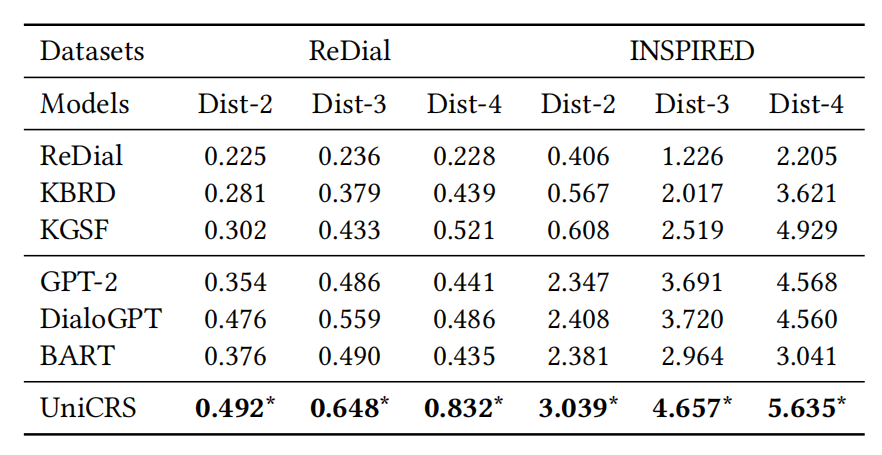 Datasets ReDial INSPIRED
Models Dist-2 Dist-3 Dist-4 Dist-2 Dist-3 Dist-4
ReDial 0.225 0.236 0.228 0.406 1.226 2.205
KBRD 0.281 0.379 0.439 0.567 2.017 3.621
KGSF 0.302 0.433 0.521 0.608 2.519 4.929
GPT-2 0.354 0.486 0.441 2.347 3.691 4.568
DialoGPT 0.476 0.559 0.486 2.408 3.720 4.560
BART 0.376 0.490 0.435 2.381 2.964 3.041
UniCRS 0.492* 0.648* 0.832* 3.039* 4.657* 5.635*